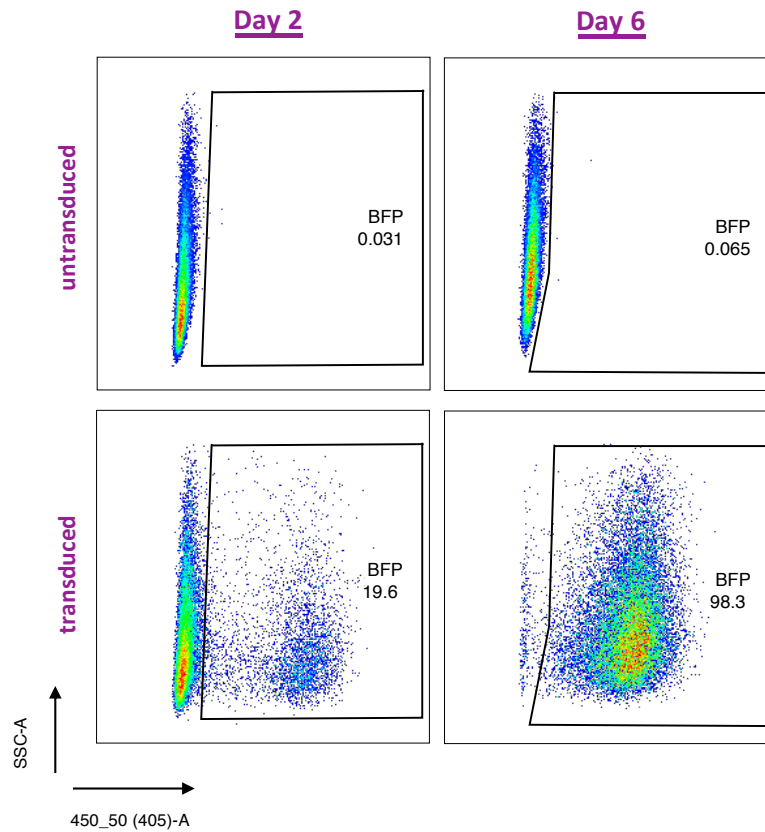 Day 2
Day 6
untransduced
BFP
0.031
BFP
0.065
transduced
BFP
19.6
BFP
98.3
SSC-A
450_50 (405)-A